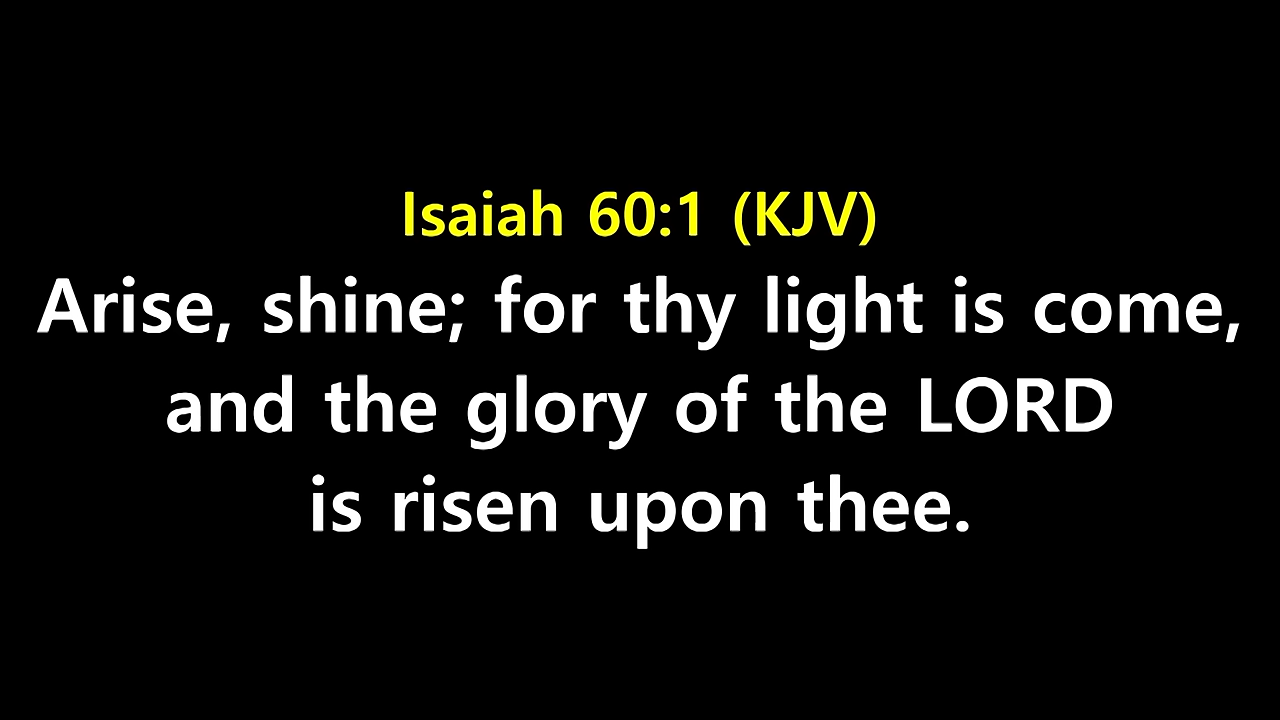 Isaiah 60:1 (KJV)
Arise, shine; for thy light is come,
and the glory of the LORD
is risen upon thee.